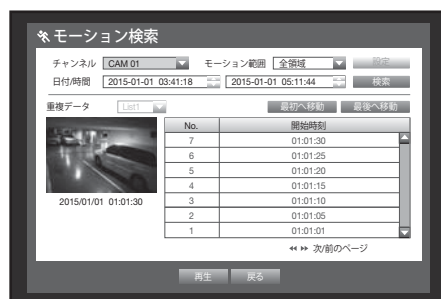 モーション検索
チャンネル CAM 01 モーション範囲 全領域 設定
日付/時間 2015-01-01 03:41:18 2015-01-01 05:11:44 検索
重複データ List1 最初へ移動 最後へ移動
No. 開始時刻
7 01:01:30
6 01:01:25
5 01:01:20
4 01:01:15
3 01:01:10
2 01:01:05
1 01:01:01
2015/01/01 01:01:30
次/前のページ
再生 戻る